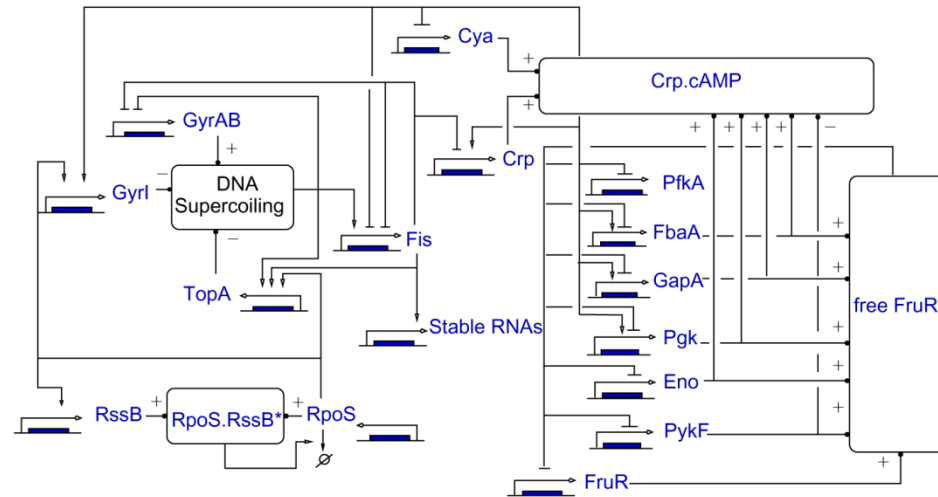 Cya
+
+
Crp.cAMP
GyrAB
+ + + + −
+
Crp
− GyrI
DNA
Supercoiling
PfkA
Fis
FbaA
+
−
GapA
+
TopA
free FruR
Stable RNAs
Pgk
+
Eno
+
RssB
+
RpoS.RssB*
+
RpoS
PykF
+
FruR
+